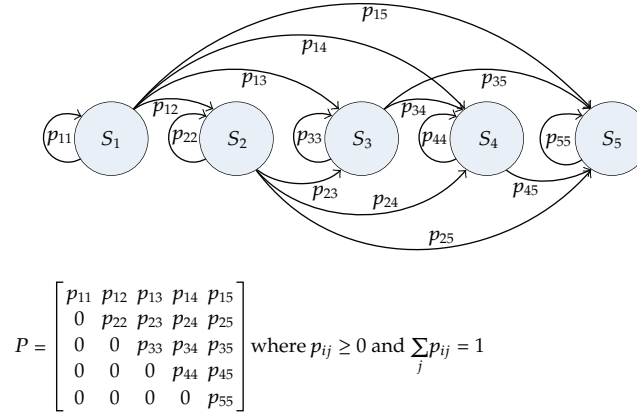 p15
p14
p13
p35
p12
p34
p11
S1
p22
S2
p33
S3
p44
S4
p55
S5
p23
p24
p45
p25
p11 p12 p13 p14 p15
0 p22 p23 p24 p25
P = 0 0 p33 p34 p35 where pij ≥ 0 and ∑j pij = 1
0 0 0 p44 p45
0 0 0 0 p55